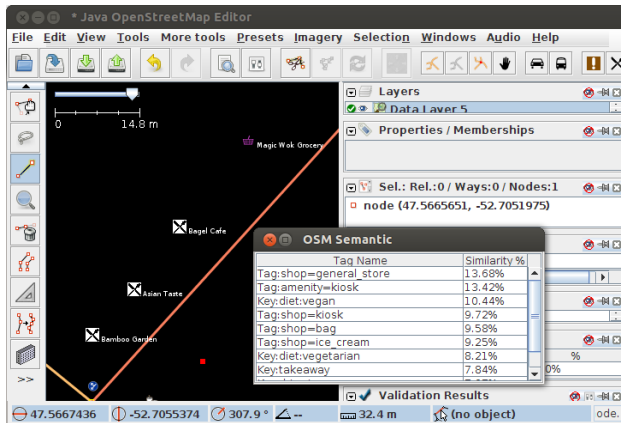 * Java OpenStreetMap Editor
File Edit View Tools More tools Presets Imagery Selection Windows Audio Help
Layers
Data Layer 5
0 14.8 m
Properties / Memberships
Magic Wok Grocery
Sel.: Rel.:0 / Ways:0 / Nodes:1
node (47.5665651, -52.7051975)
Bagel Cafe
OSM Semantic
Tag Name Similarity %
Tag:shop=general_store 13.68%
Tag:amenity=kiosk 13.42%
Key:diet:vegan 10.44%
Tag:shop=kiosk 9.72%
Tag:shop=bag 9.58%
Tag:shop=ice_cream 9.25%
Key:diet:vegetarian 8.21%
Key:takeaway 7.84%
Asian Taste
Bamboo Garden
%
0%
>>
Validation Results
47.5667436 -52.7055374 307.9 ° -- 32.4 m (no object) ode.